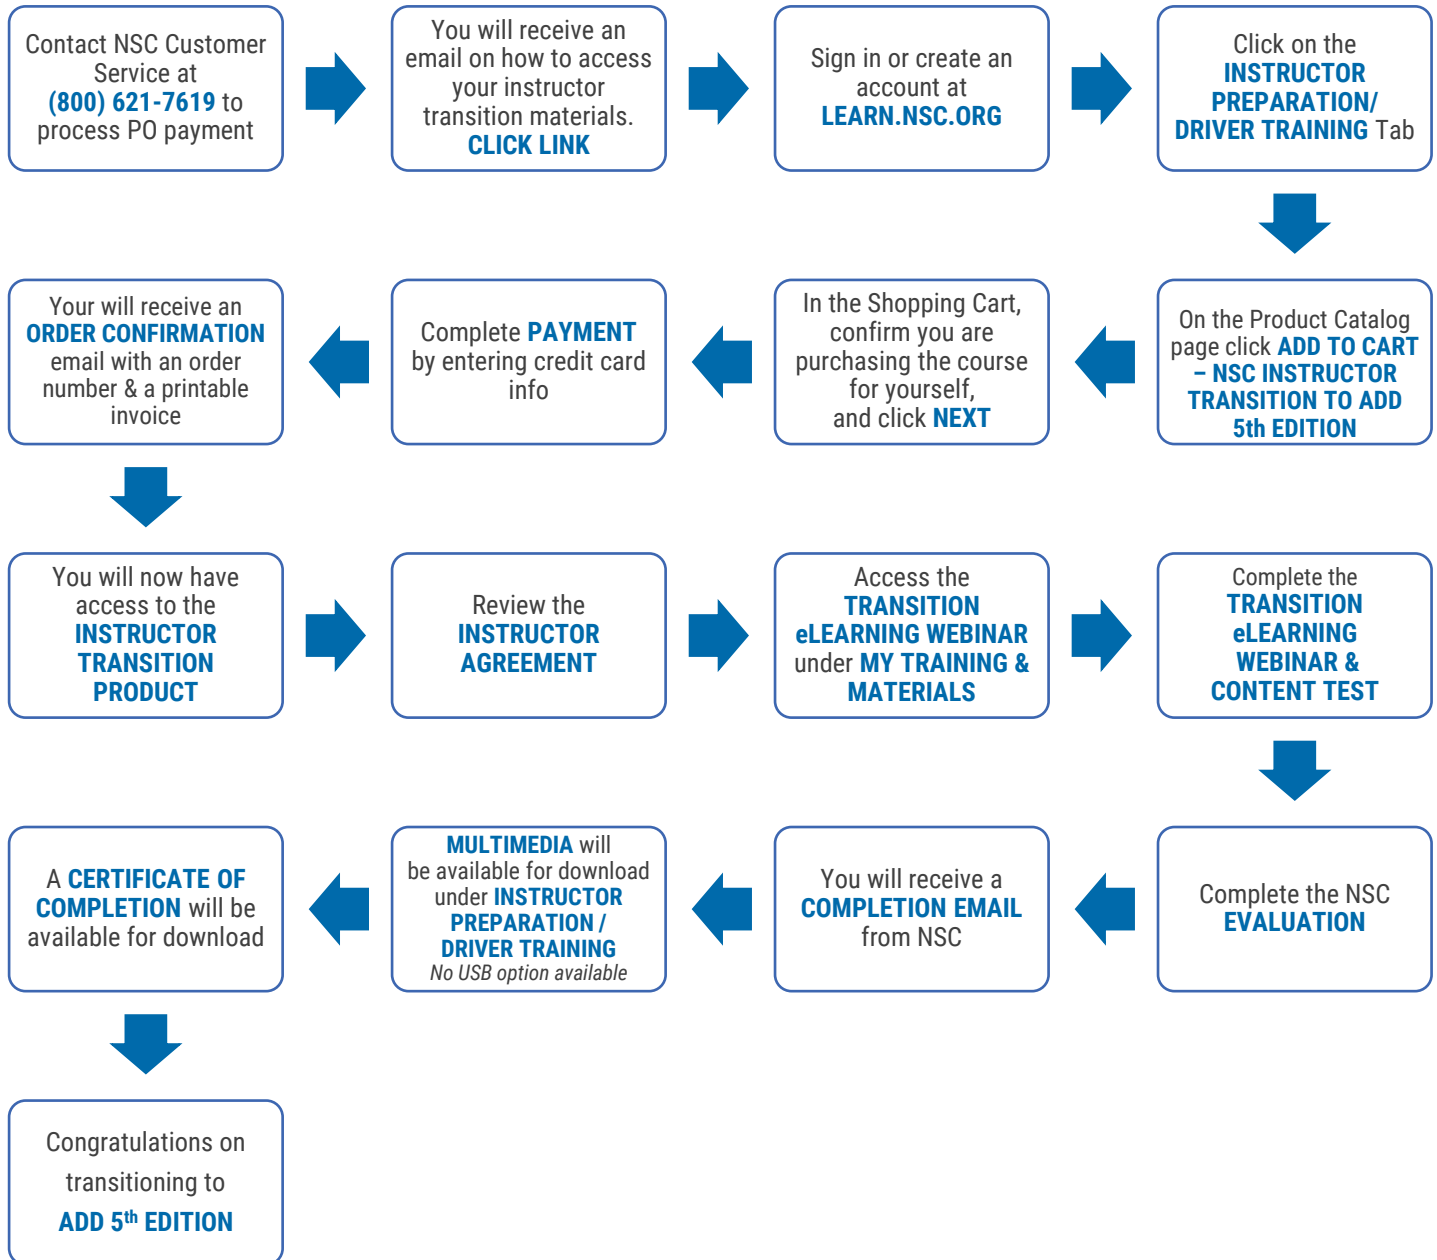 Contact NSC Customer
Service at
(800) 621-7619 to
process PO payment
You will receive an
email on how to access
your instructor
transition materials.
CLICK LINK
Sign in or create an
account at
LEARN.NSC.ORG
Click on the
INSTRUCTOR
PREPARATION/
DRIVER TRAINING Tab
On the Product Catalog
page click ADD TO CART
– NSC INSTRUCTOR
TRANSITION TO ADD
5th EDITION
In the Shopping Cart,
confirm you are
purchasing the course
for yourself,
and click NEXT
Complete PAYMENT
by entering credit card
info
Your will receive an
ORDER CONFIRMATION
email with an order
number & a printable
invoice
You will now have
access to the
INSTRUCTOR
TRANSITION
PRODUCT
Review the
INSTRUCTOR
AGREEMENT
Access the
TRANSITION
eLEARNING WEBINAR
under MY TRAINING &
MATERIALS
Complete the
TRANSITION
eLEARNING
WEBINAR &
CONTENT TEST
Complete the NSC
EVALUATION
You will receive a
COMPLETION EMAIL
from NSC
MULTIMEDIA will
be available for download
under INSTRUCTOR
PREPARATION /
DRIVER TRAINING
No USB option available
A CERTIFICATE OF
COMPLETION will be
available for download
Congratulations on
transitioning to
ADD 5th EDITION